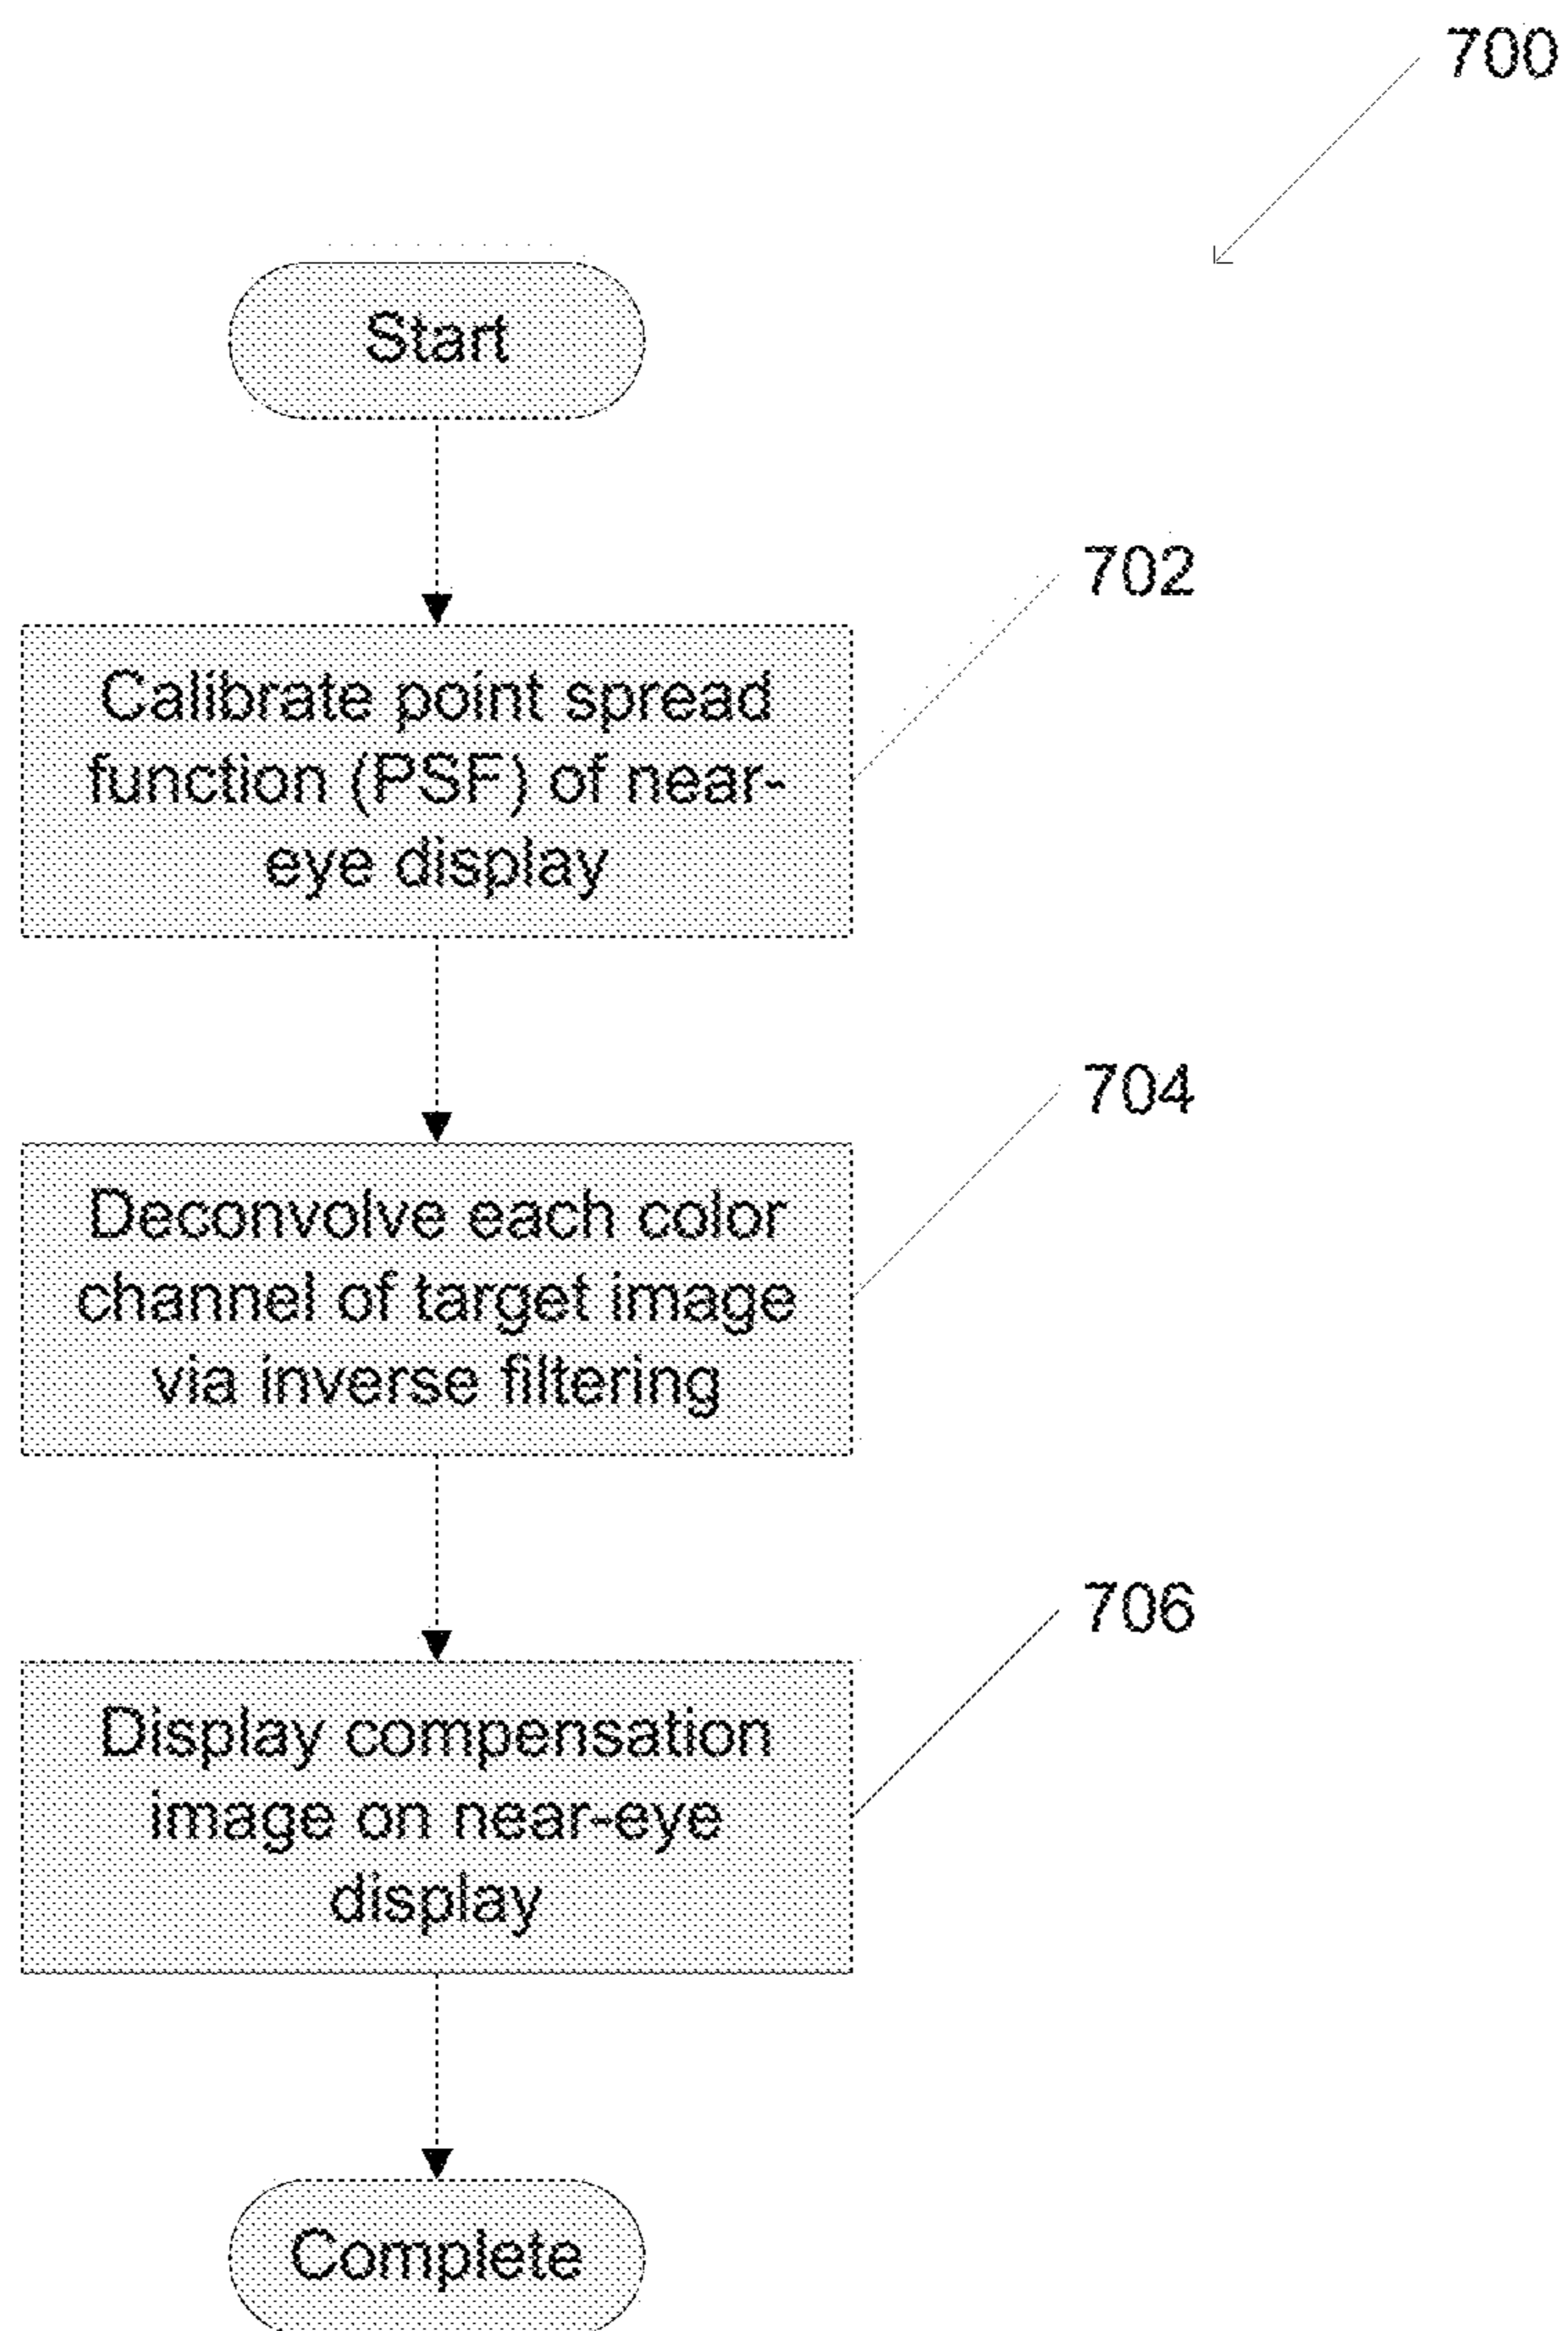 700
Start
702
Calibrate point spread
function (PSF) of near-
eye display
704
Deconvolve each color
channel of target image
via inverse filtering
706
Display compensation
image on near-eye
display
Complete